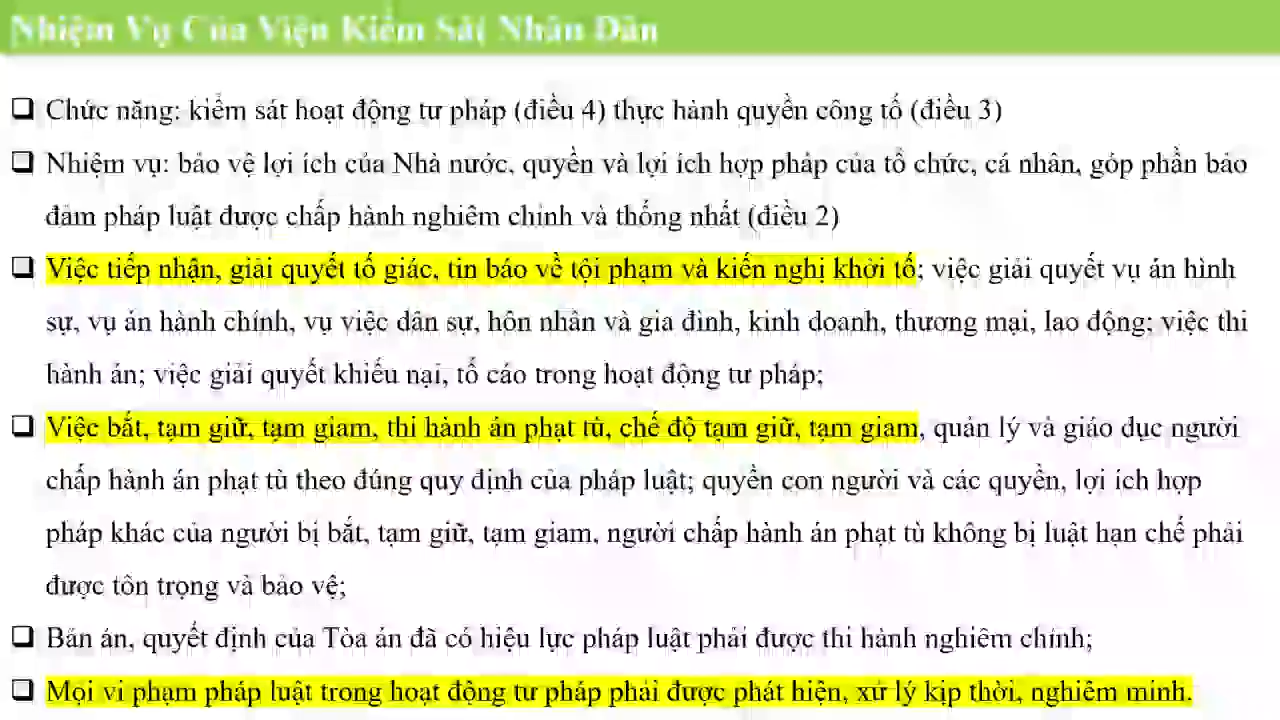 Nhiệm Vụ Của Viện Kiểm Sát Nhân Dân
Chức năng: kiểm sát hoạt động tư pháp (điều 4) thực hành quyền công tố (điều 3)
Nhiệm vụ: bảo vệ lợi ích của Nhà nước, quyền và lợi ích hợp pháp của tổ chức, cá nhân, góp phần bảo
đảm pháp luật được chấp hành nghiêm chỉnh và thống nhất (điều 2)
Việc tiếp nhận, giải quyết tố giác, tin báo về tội phạm và kiến nghị khởi tố; việc giải quyết vụ án hình
sự, vụ án hành chính, vụ việc dân sự, hôn nhân và gia đình, kinh doanh, thương mại, lao động; việc thi
hành án; việc giải quyết khiếu nại, tố cáo trong hoạt động tư pháp;
Việc bắt, tạm giữ, tạm giam, thi hành án phạt tù, chế độ tạm giữ, tạm giam, quản lý và giáo dục người
chấp hành án phạt tù theo đúng quy định của pháp luật; quyền con người và các quyền, lợi ích hợp
pháp khác của người bị bắt, tạm giữ, tạm giam, người chấp hành án phạt tù không bị luật hạn chế phải
được tôn trọng và bảo vệ;
Bản án, quyết định của Tòa án đã có hiệu lực pháp luật phải được thi hành nghiêm chỉnh;
Mọi vi phạm pháp luật trong hoạt động tư pháp phải được phát hiện, xử lý kịp thời, nghiêm minh.